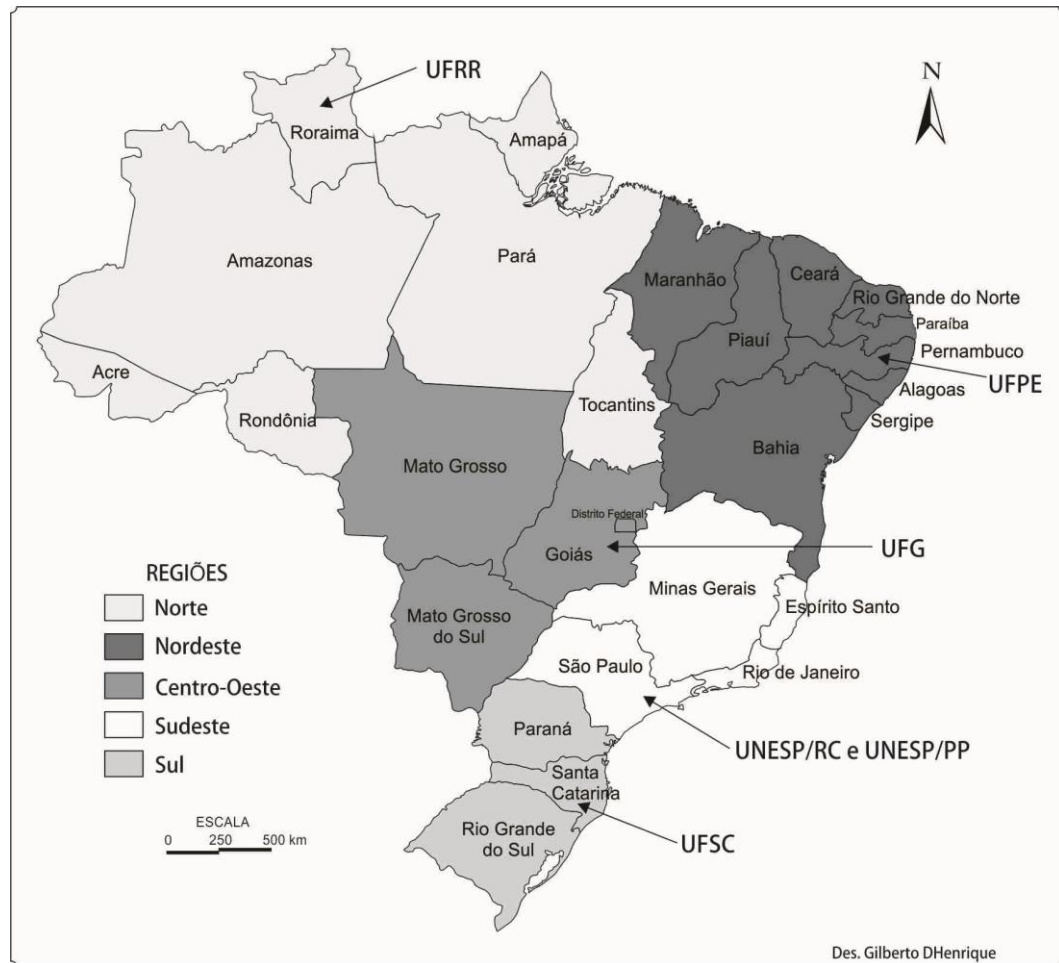 UFRR
N
Roraima
Amapá
Amazonas
Pará
Maranhão
Ceará
Rio Grande do Norte
Paraíba
Piauí
Pernambuco
UFPE
Acre
Alagoas
Tocantins
Rondônia
Sergipe
Bahia
Mato Grosso
Distrito Federal
Goiás
UFG
Minas Gerais
Espírito Santo
Mato Grosso
do Sul
São Paulo
Rio de Janeiro
Paraná
UNESP/RC e UNESP/PP
Santa
Catarina
Rio Grande
do Sul
UFSC
REGIÕES
Norte
Nordeste
Centro-Oeste
Sudeste
Sul
ESCALA
0 250 500 km
Des. Gilberto DHenrique